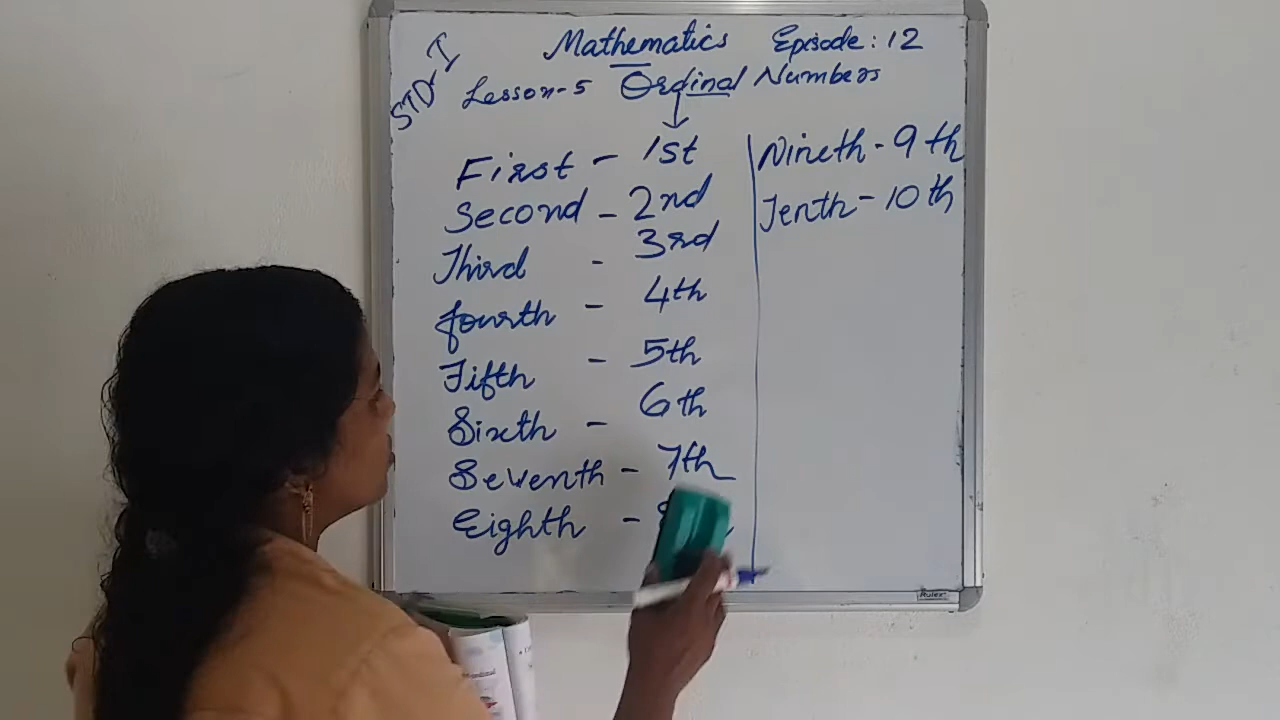 STD-I
Mathematics Episode: 12
Lesson-5 Ordinal Numbers
First - 1st
Second - 2nd
Third - 3rd
fourth - 4th
Fifth - 5th
Sixth - 6th
Seventh - 7th
Eighth -
Nineth - 9th
Tenth - 10th